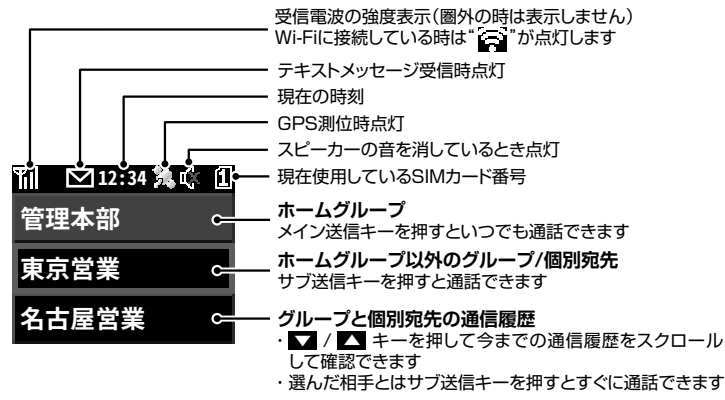 受信電波の強度表示(圏外の時は表示しません)
Wi-Fiに接続している時は“ ”が点灯します
テキストメッセージ受信時点灯
現在の時刻
GPS測位時点灯
スピーカーの音を消しているとき点灯
現在使用しているSIMカード番号
12:34 1
管理本部
ホームグループ
メイン送信キーを押すといつでも通話できます
東京営業
ホームグループ以外のグループ/個別宛先
サブ送信キーを押すと通話できます
名古屋営業
グループと個別宛先の通信履歴
・▼ / ▲ キーを押して今までの通信履歴をスクロール
して確認できます
・選んだ相手とはサブ送信キーを押すとすぐに通話できます